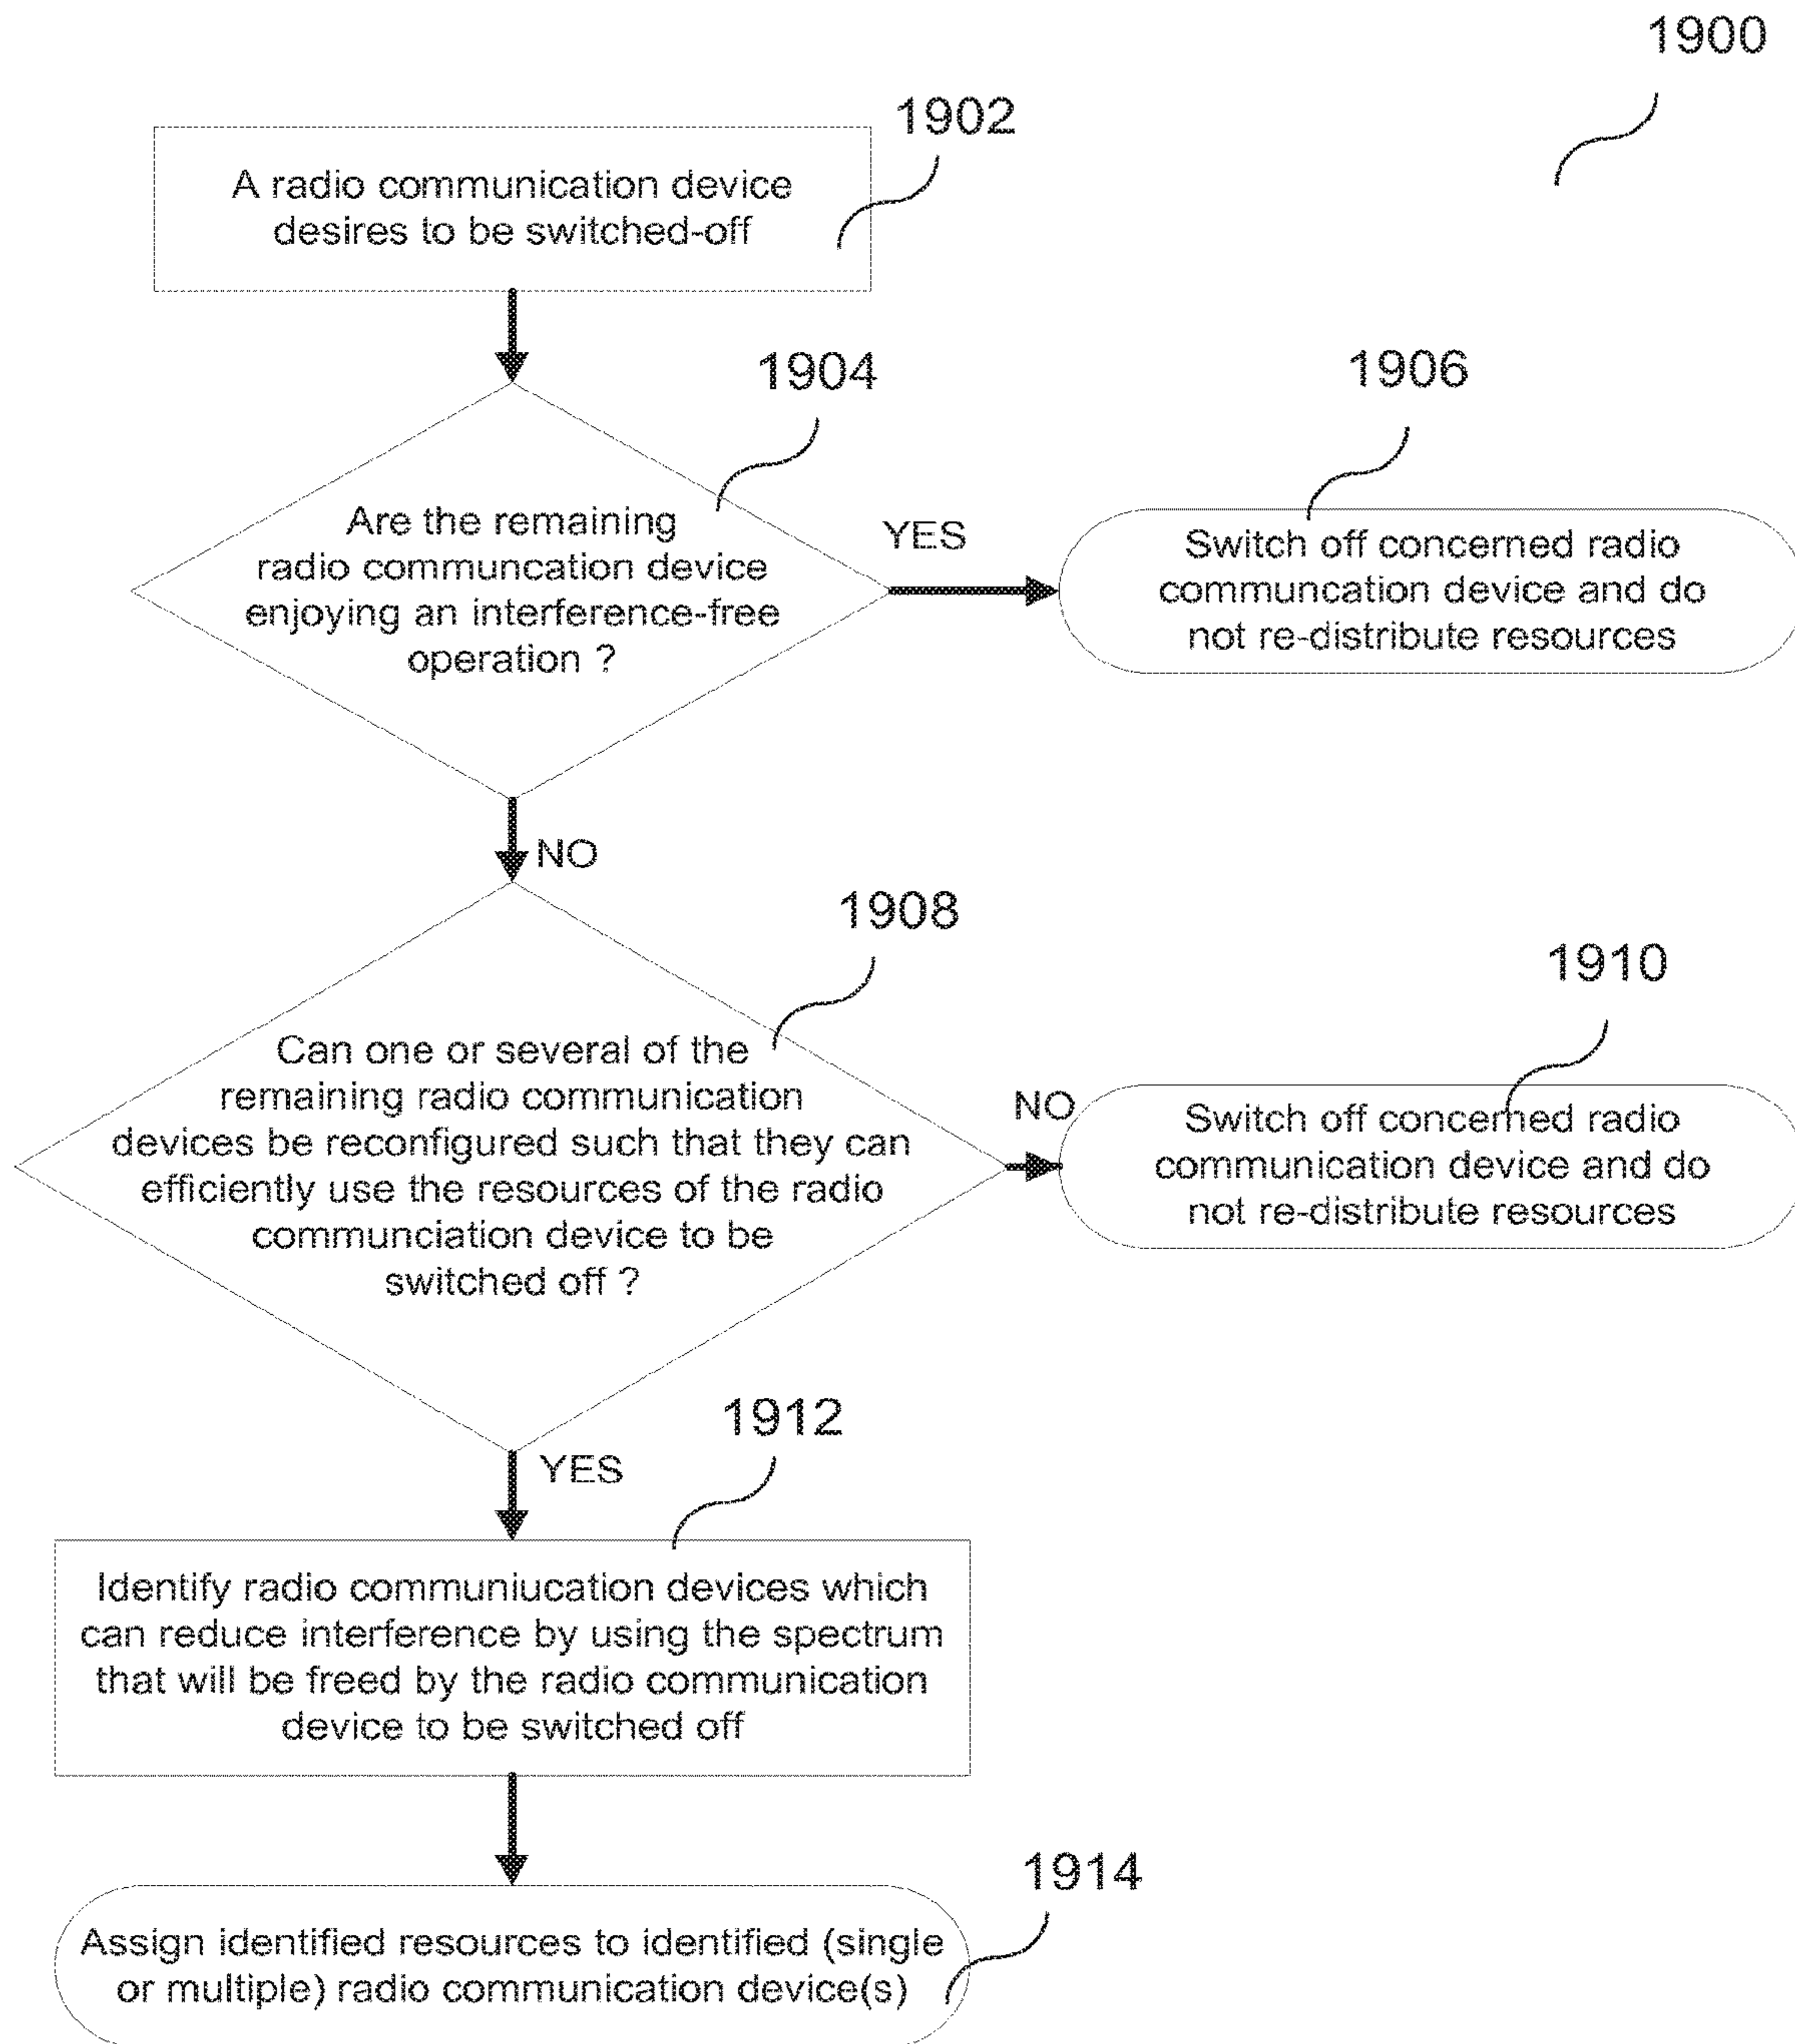 1900
1902
A radio communication device
desires to be switched-off
1904
1906
Are the remaining
radio communcation device
enjoying an interference-free
operation ?
YES
Switch off concerned radio
communcation device and do
not re-distribute resources
NO
1908
1910
Can one or several of the
remaining radio communication
devices be reconfigured such that they can
efficiently use the resources of the radio
communciation device to be
switched off ?
NO
Switch off concerned radio
communication device and do
not re-distribute resources
1912
YES
Identify radio communiucation devices which
can reduce interference by using the spectrum
that will be freed by the radio communication
device to be switched off
1914
Assign identified resources to identified (single
or multiple) radio communication device(s)